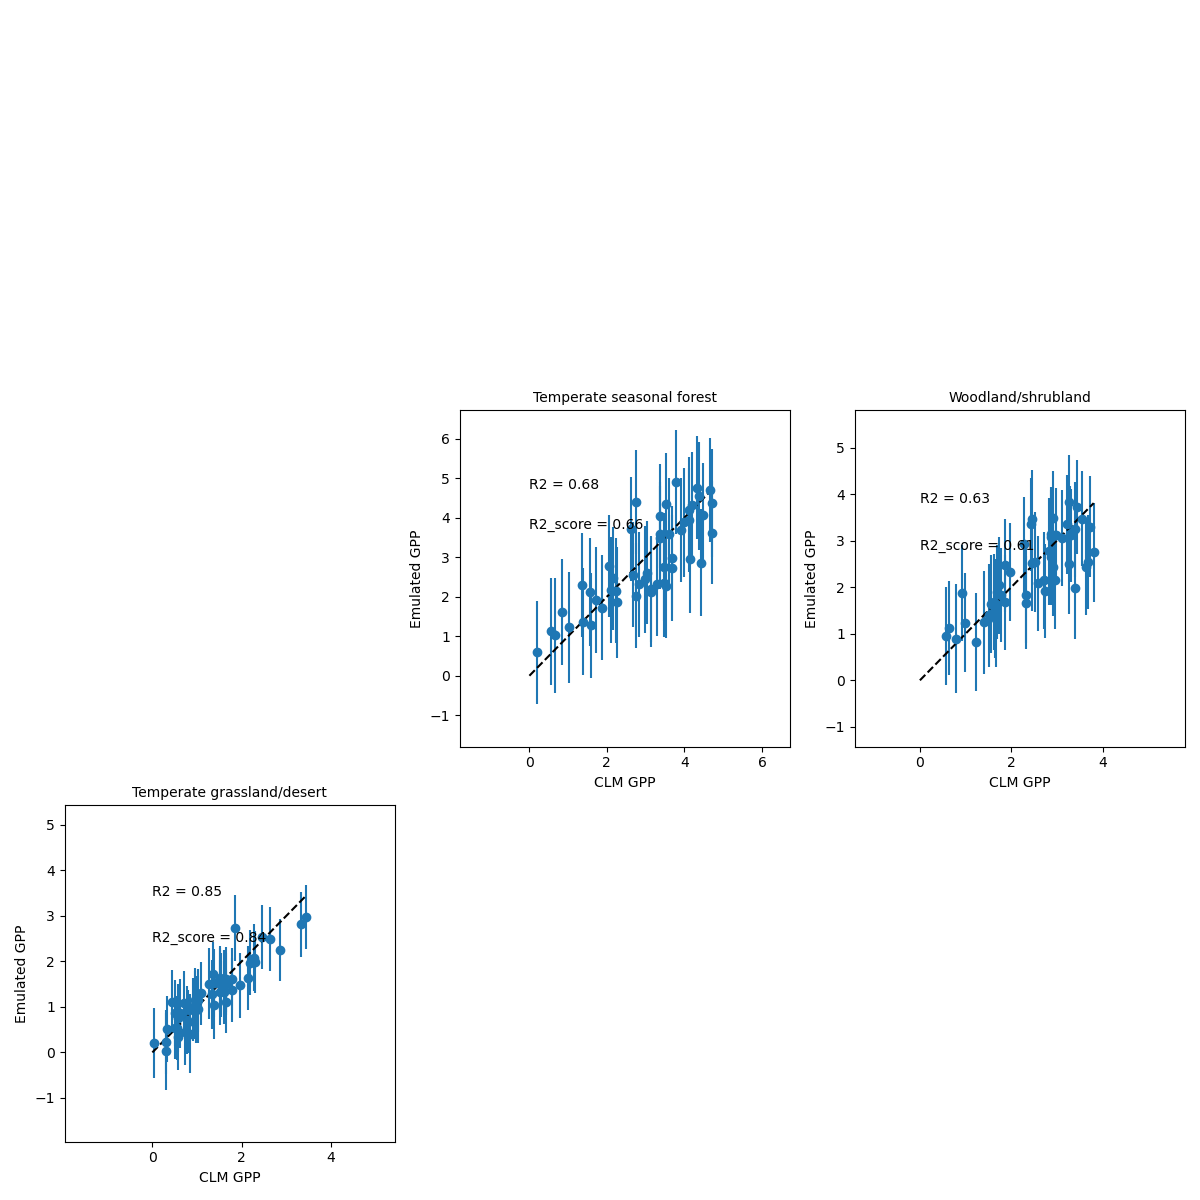 Temperate seasonal forest
6
5
R2 = 0.68
4
R2_score = 0.66
3
2
1
0
−1
Emulated GPP
0 2 4 6
CLM GPP
Woodland/shrubland
5
4
R2 = 0.63
3
R2_score = 0.61
2
1
0
−1
Emulated GPP
0 2 4
CLM GPP
Temperate grassland/desert
5
4
R2 = 0.85
3
R2_score = 0.84
2
1
0
−1
Emulated GPP
0 2 4
CLM GPP